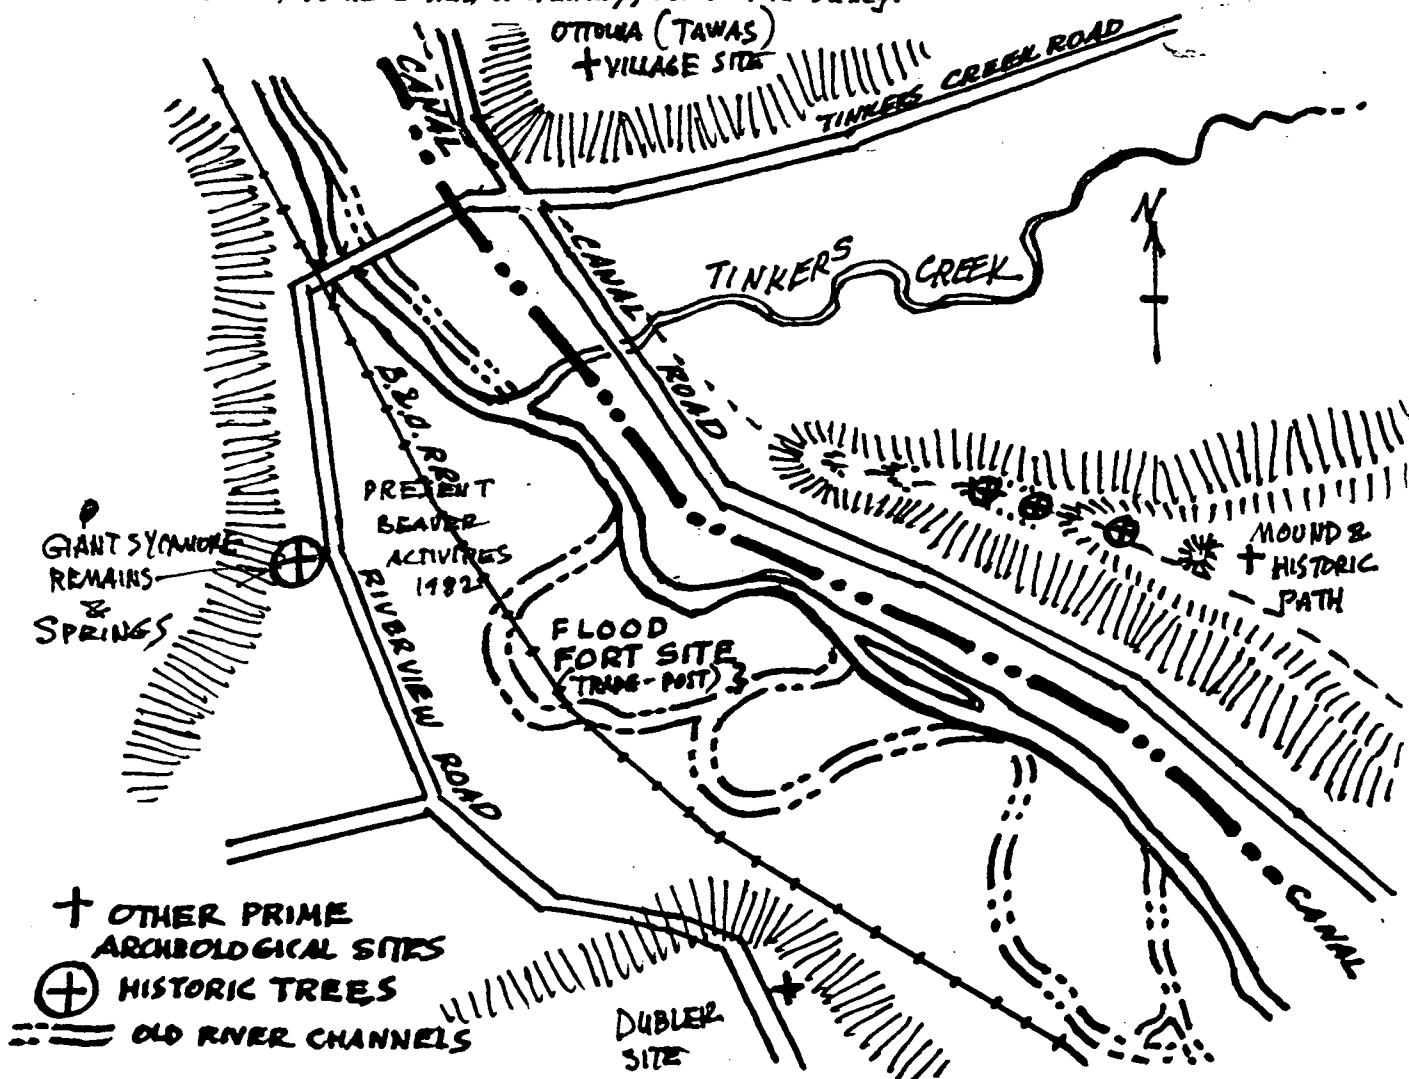 OTTOWA (TAWAS)
VILLAGE SITE
CANAL
TINKERS CREEK ROAD
N
CANAL
ROAD
TINKERS CREEK
B.&O. RR
PRESENT
BEAVER
ACTIVITIES
1982
GIANT SYCAMORE
REMAINS
&
SPRINGS
RIVERVIEW ROAD
FLOOD
FORT SITE
(TRADE-POST)
MOUND &
HISTORIC
PATH
CANAL
OTHER PRIME
ARCHEOLOGICAL SITES
HISTORIC TREES
OLD RIVER CHANNELS
DUBLER
SITE